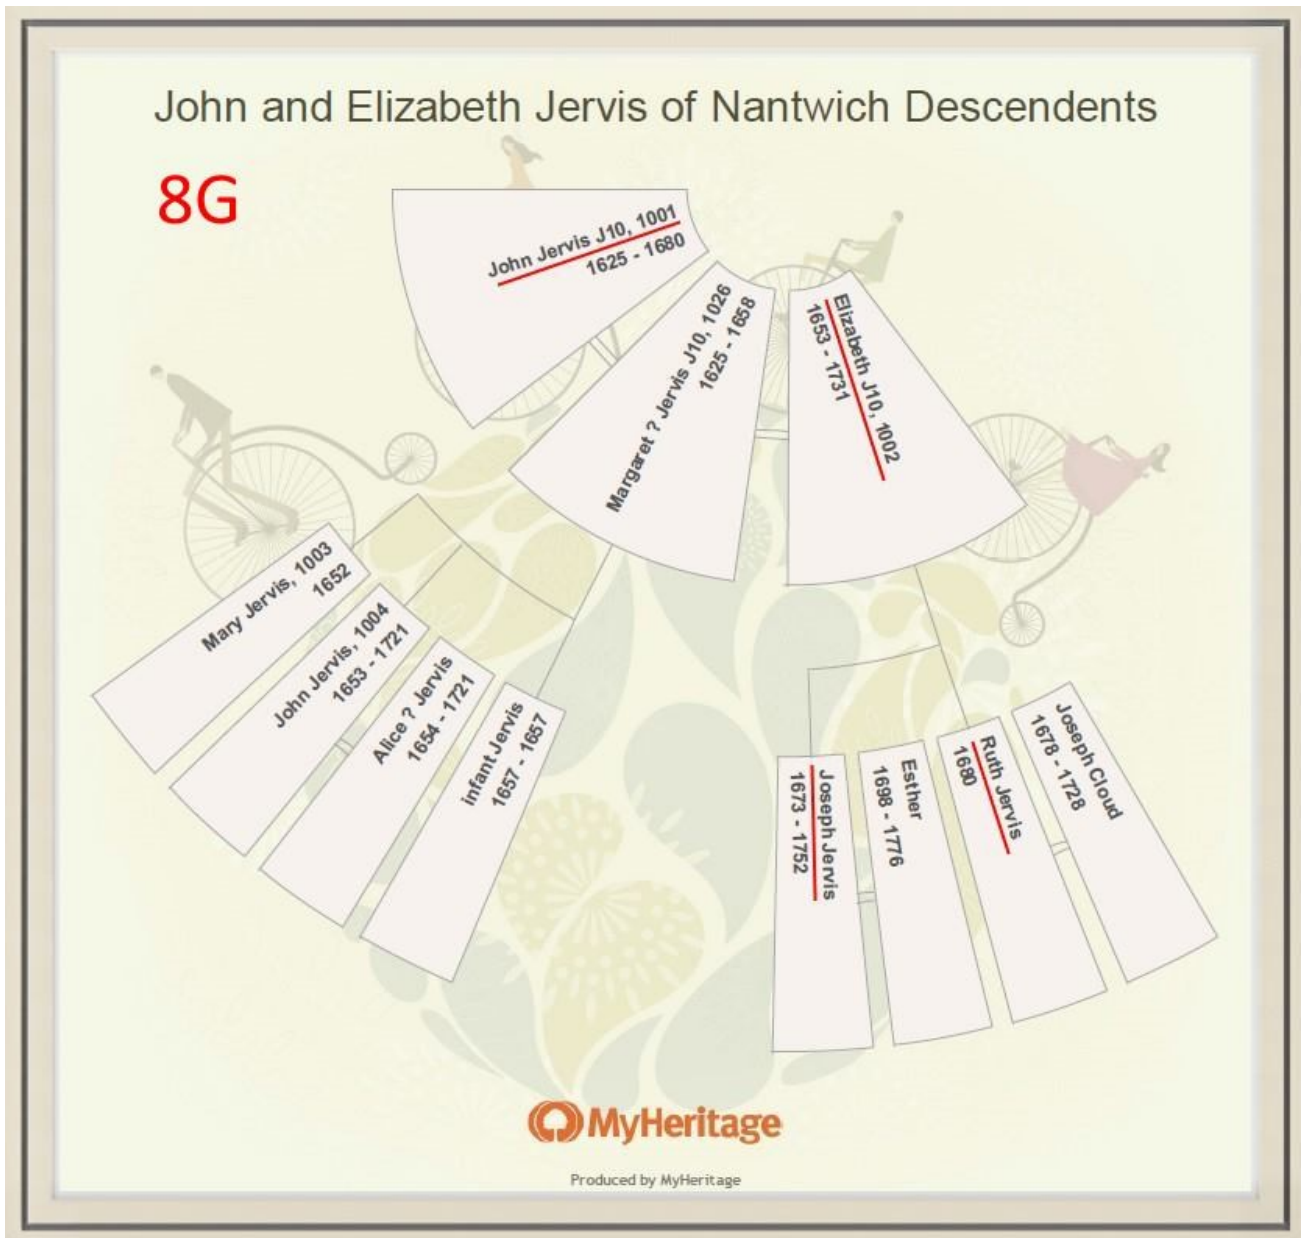 John and Elizabeth Jervis of Nantwich Descendents
8G
John Jervis J10, 1001
1625 - 1680
Margaret ? Jervis J10, 1026
1625 - 1658
Elizabeth J10, 1002
1653 - 1731
Mary Jervis, 1003
1652
John Jervis, 1004
1653 - 1721
Alice ? Jervis
1654 - 1721
infant Jervis
1657 - 1657
Joseph Jervis
1673 - 1752
Esther
1698 - 1776
Ruth Jervis
1680
Joseph Cloud
1678 - 1728
MyHeritage
Produced by MyHeritage